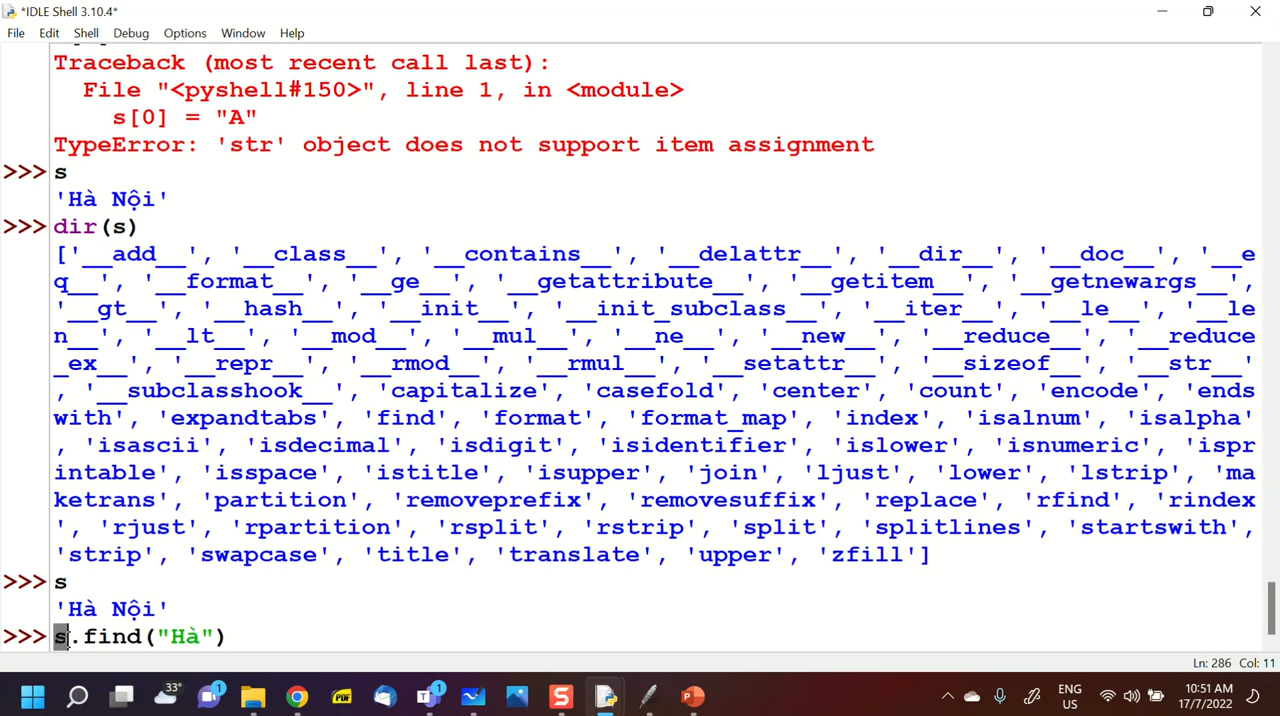 *IDLE Shell 3.10.4*
File Edit Shell Debug Options Window Help
Traceback (most recent call last):
File "<pyshell#150>", line 1, in <module>
s[0] = "A"
TypeError: 'str' object does not support item assignment
>>> s
'Hà Nội'
>>> dir(s)
['__add__', '__class__', '__contains__', '__delattr__', '__dir__', '__doc__', '__e
q__', '__format__', '__ge__', '__getattribute__', '__getitem__', '__getnewargs__',
'__gt__', '__hash__', '__init__', '__init_subclass__', '__iter__', '__le__', '__le
n__', '__lt__', '__mod__', '__mul__', '__ne__', '__new__', '__reduce__', '__reduce
_ex__', '__repr__', '__rmod__', '__rmul__', '__setattr__', '__sizeof__', '__str__'
, '__subclasshook__', 'capitalize', 'casefold', 'center', 'count', 'encode', 'ends
with', 'expandtabs', 'find', 'format', 'format_map', 'index', 'isalnum', 'isalpha'
, 'isascii', 'isdecimal', 'isdigit', 'isidentifier', 'islower', 'isnumeric', 'ispr
intable', 'isspace', 'istitle', 'isupper', 'join', 'ljust', 'lower', 'lstrip', 'ma
ketrans', 'partition', 'removeprefix', 'removesuffix', 'replace', 'rfind', 'rindex
', 'rjust', 'rpartition', 'rsplit', 'rstrip', 'split', 'splitlines', 'startswith',
'strip', 'swapcase', 'title', 'translate', 'upper', 'zfill']
>>> s
'Hà Nội'
>>> s.find("Hà")
Ln: 286 Col: 11
33° 1 PDF 1 S P ENG US 10:51 AM 17/7/2022